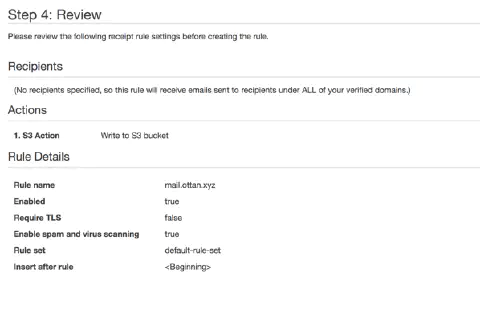 Step 4: Review
Please review the following receipt rule settings before creating the rule.
Recipients
(No recipients specified, so this rule will receive emails sent to recipients under ALL of your verified domains.)
Actions
1. S3 Action Write to S3 bucket
Rule Details
Rule name mail.ottan.xyz
Enabled true
Require TLS false
Enable spam and virus scanning true
Rule set default-rule-set
Insert after rule <Beginning>